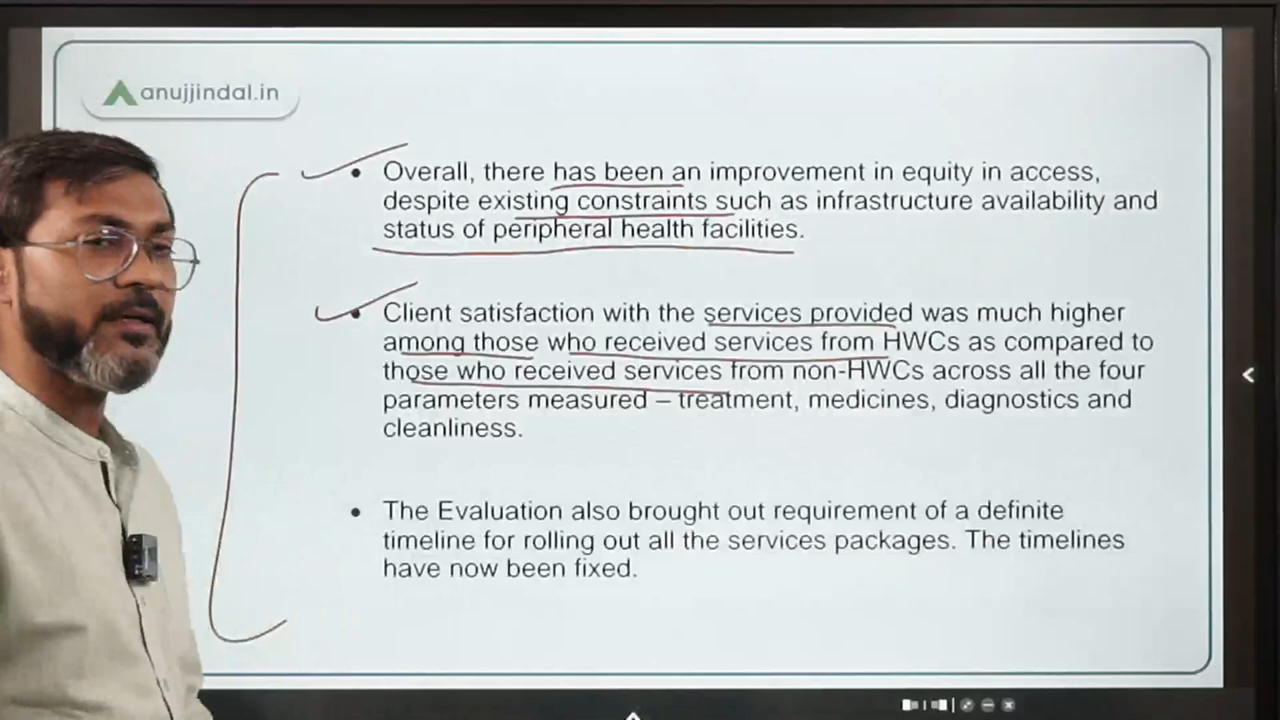 anujjindal.in
• Overall, there has been an improvement in equity in access,
despite existing constraints such as infrastructure availability and
status of peripheral health facilities.
• Client satisfaction with the services provided was much higher
among those who received services from HWCs as compared to
those who received services from non-HWCs across all the four
parameters measured – treatment, medicines, diagnostics and
cleanliness.
• The Evaluation also brought out requirement of a definite
timeline for rolling out all the services packages. The timelines
have now been fixed.